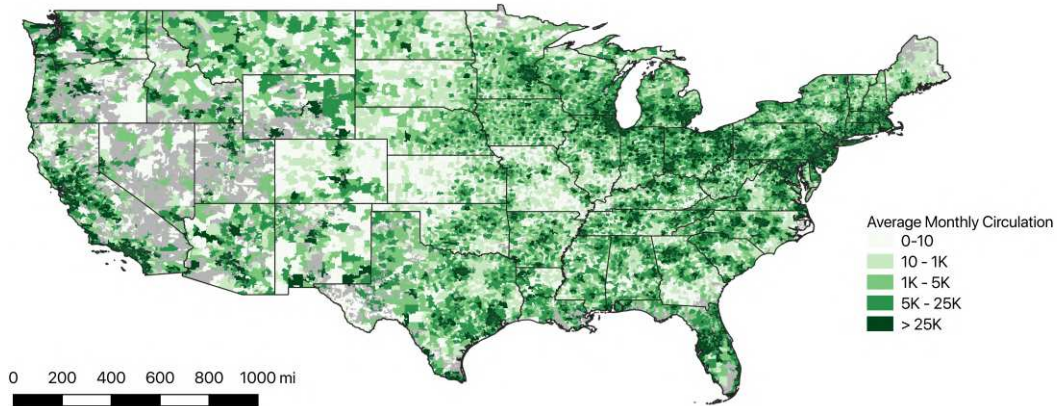 Average Monthly Circulation
0-10
10 - 1K
1K - 5K
5K - 25K
> 25K
0 200 400 600 800 1000 mi